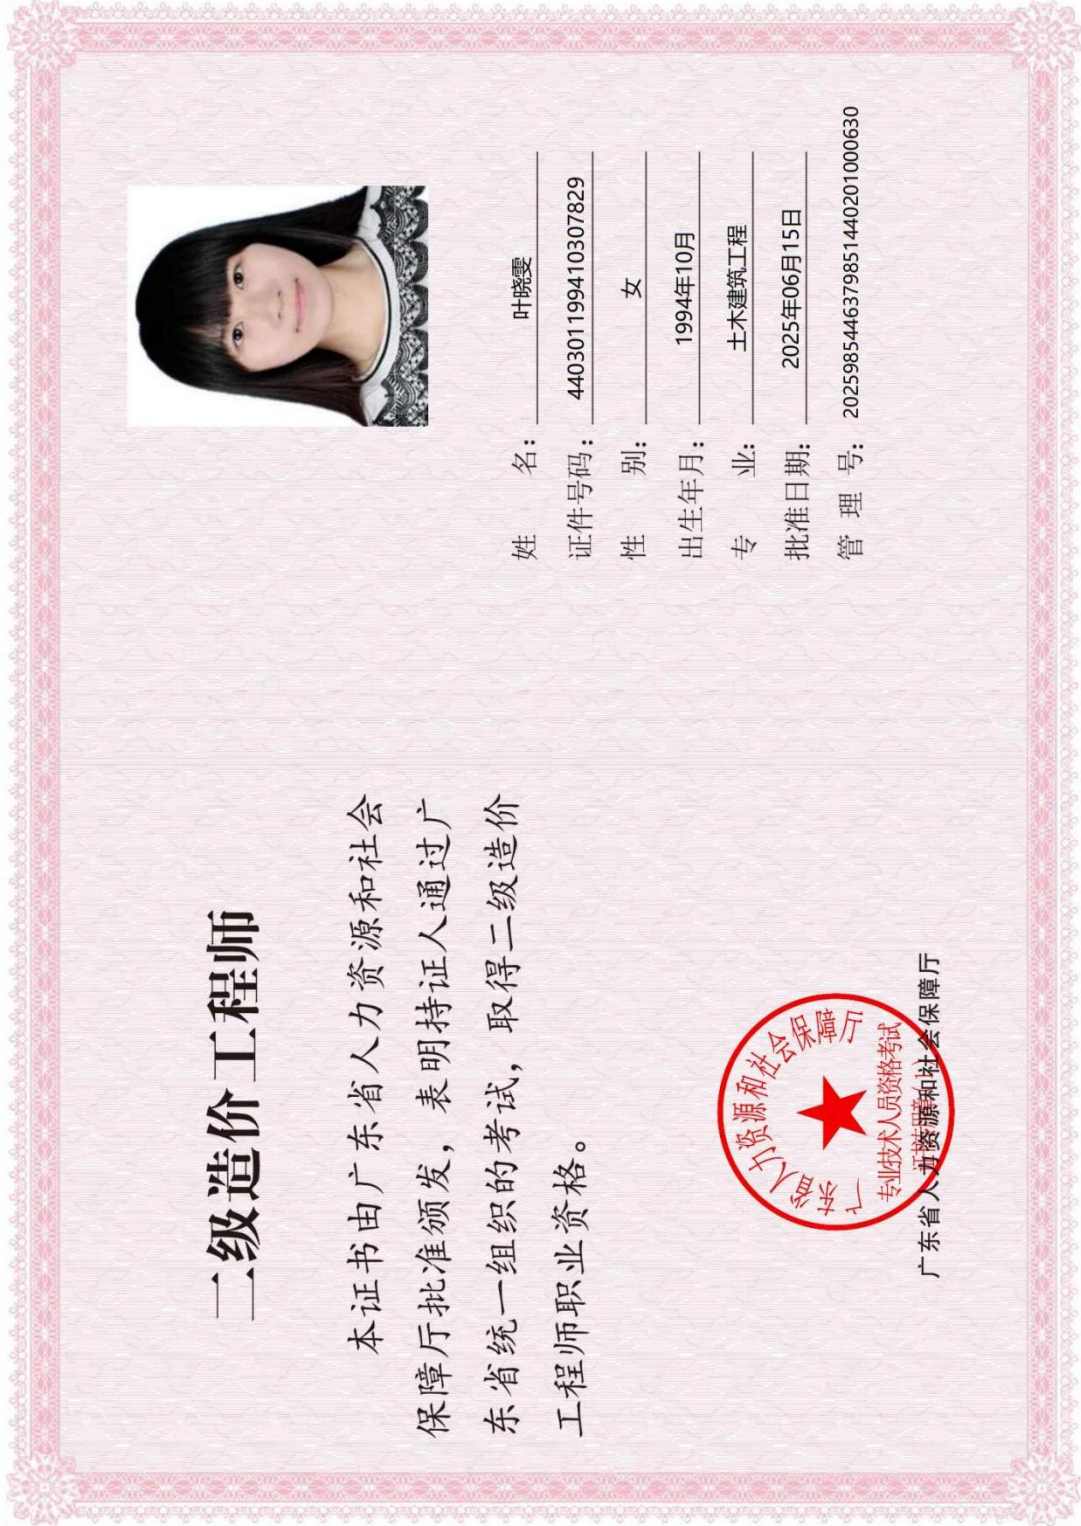 二级造价工程师
本证书由广东省人力资源和社会
保障厅批准颁发，表明持证人通过广
东省统一组织的考试，取得二级造价
工程师职业资格。
广东省人力资源和社会保障厅
专业技术人员资格考试
广东省人力资源和社会保障厅
姓 名：叶晓雯
证件号码：440301199410307829
性 别：女
出生年月：1994年10月
专 业：土木建筑工程
批准日期：2025年06月15日
管 理 号：2025985446379851440201000630